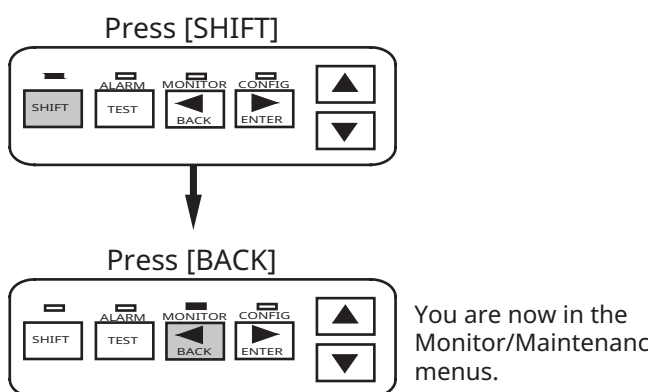 Press [SHIFT]
ALARM MONITOR CONFIG
SHIFT TEST BACK ENTER
Press [BACK]
ALARM MONITOR CONFIG
SHIFT TEST BACK ENTER
You are now in the
Monitor/Maintenanc
menus.